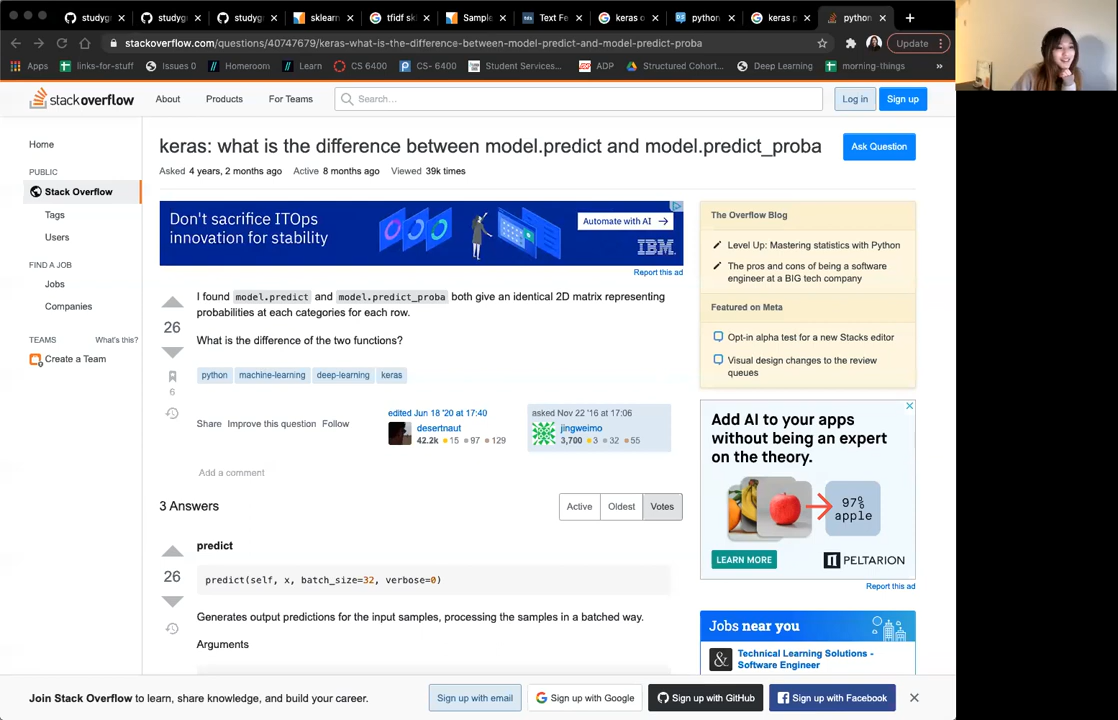 studyg
studyg
studyg
sklearn
tfidf sk
Sample
Text Fe
keras c
python
keras p
python
stackoverflow.com/questions/40747679/keras-what-is-the-difference-between-model-predict-and-model-predict-proba
Update
Apps
links-for-stuff
Issues 0
Homeroom
Learn
CS 6400
CS- 6400
Student Services...
ADP
Structured Cohort...
Deep Learning
morning-things
»
stackoverflow
About
Products
For Teams
Search...
Log in
Sign up
Home
PUBLIC
Stack Overflow
Tags
Users
FIND A JOB
Jobs
Companies
TEAMS What's this?
Create a Team
keras: what is the difference between model.predict and model.predict_proba
Ask Question
Asked 4 years, 2 months ago Active 8 months ago Viewed 39k times
Don't sacrifice ITOps
innovation for stability
Automate with AI →
IBM
Report this ad
I found model.predict and model.predict_proba both give an identical 2D matrix representing
probabilities at each categories for each row.
26
What is the difference of the two functions?
python machine-learning deep-learning keras
6
Share Improve this question Follow
edited Jun 18 '20 at 17:40
desertnaut
42.2k 15 97 129
asked Nov 22 '16 at 17:06
jingweimo
3,700 3 32 55
Add a comment
3 Answers
Active Oldest Votes
predict
26
predict(self, x, batch_size=32, verbose=0)
Generates output predictions for the input samples, processing the samples in a batched way.
Arguments
The Overflow Blog
Level Up: Mastering statistics with Python
The pros and cons of being a software
engineer at a BIG tech company
Featured on Meta
Opt-in alpha test for a new Stacks editor
Visual design changes to the review
queues
Add AI to your apps
without being an expert
on the theory.
97%
apple
LEARN MORE
PELTARION
Report this ad
Jobs near you
Technical Learning Solutions -
Software Engineer
Join Stack Overflow to learn, share knowledge, and build your career.
Sign up with email
Sign up with Google
Sign up with GitHub
Sign up with Facebook